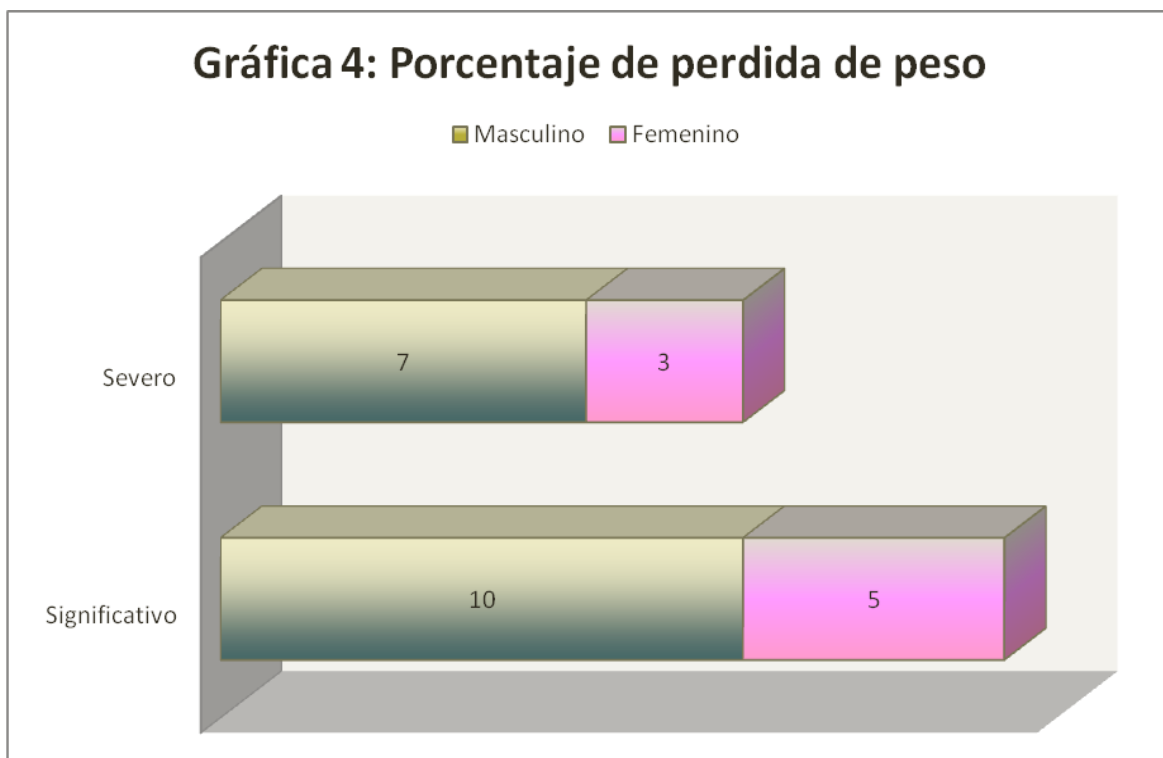 Gráfica 4: Porcentaje de perdida de peso
Masculino Femenino
Severo 7 3
Significativo 10 5